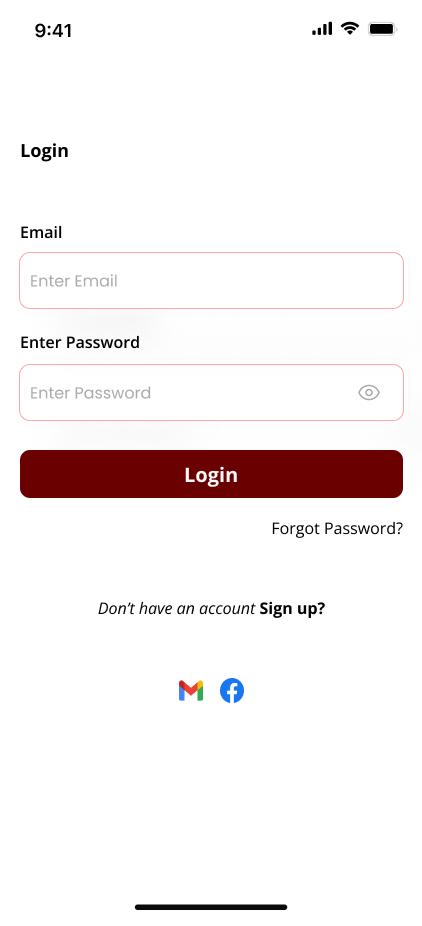 9:41
Login
Email
Enter Email
Enter Password
Enter Password
Login
Forgot Password?
Don’t have an account Sign up?